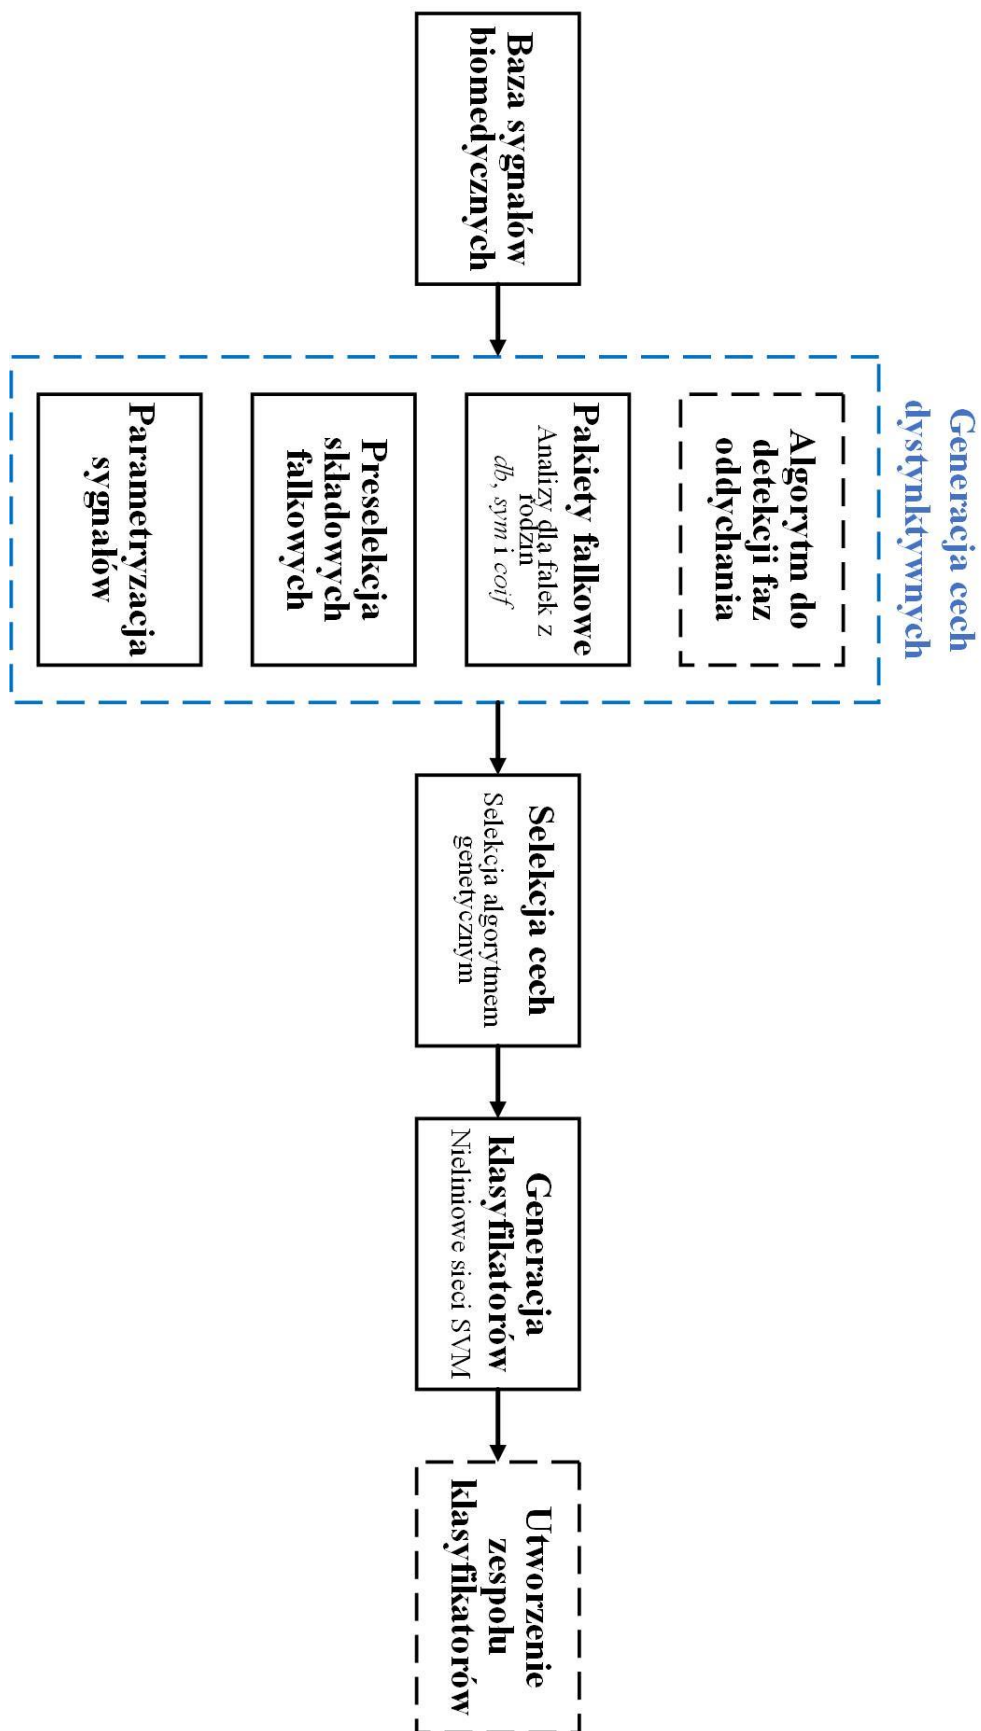 Baza sygnałów
biomedycznych
Generacja cech
dystynktywnych
Algorytm do
detekcji faz
oddychania
Pakiety falkowe
Analizy dla falek z
rodzin
db, sym i coif
Preselekcja
składowych
falkowych
Parametryzacja
sygnałów
Selekcja cech
Selekcja algorytmem
genetycznym
Generacja
klasyfikatorów
Nieliniowe sieci SVM
Utworzenie
zespołu
klasyfikatorów